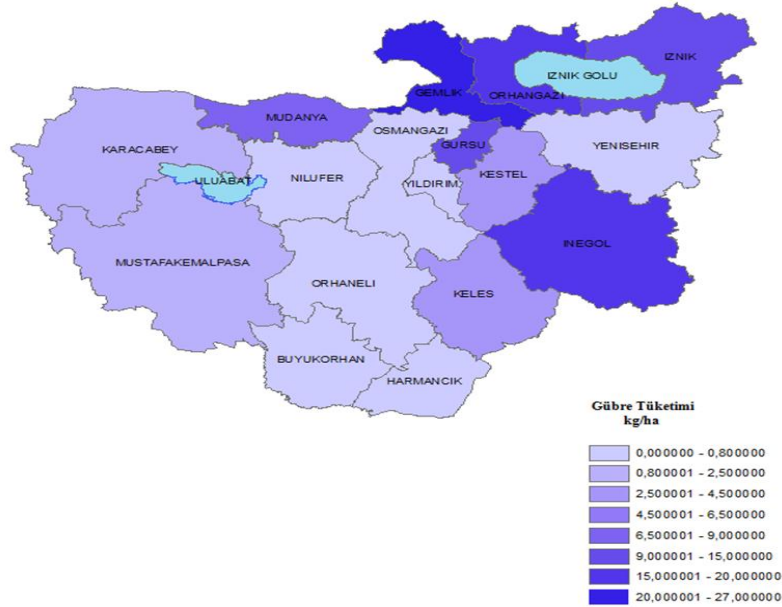 IZNIK
IZNIK GOLU
GEMLIK
ORHANGAZI
MUDANYA
OSMANGAZI
KARACABEY
GURSU
YENISEHIR
ULUABAT
NILUFER
YILDIRIM
KESTEL
INEGOL
MUSTAFAKEMALPASA
ORHANELI
KELES
BUYUKORHAN
HARMANCIK
Gübre Tüketimi
kg/ha
0,000000 - 0,800000
0,800001 - 2,500000
2,500001 - 4,500000
4,500001 - 6,500000
6,500001 - 9,000000
9,000001 - 15,000000
15,000001 - 20,000000
20,000001 - 27,000000